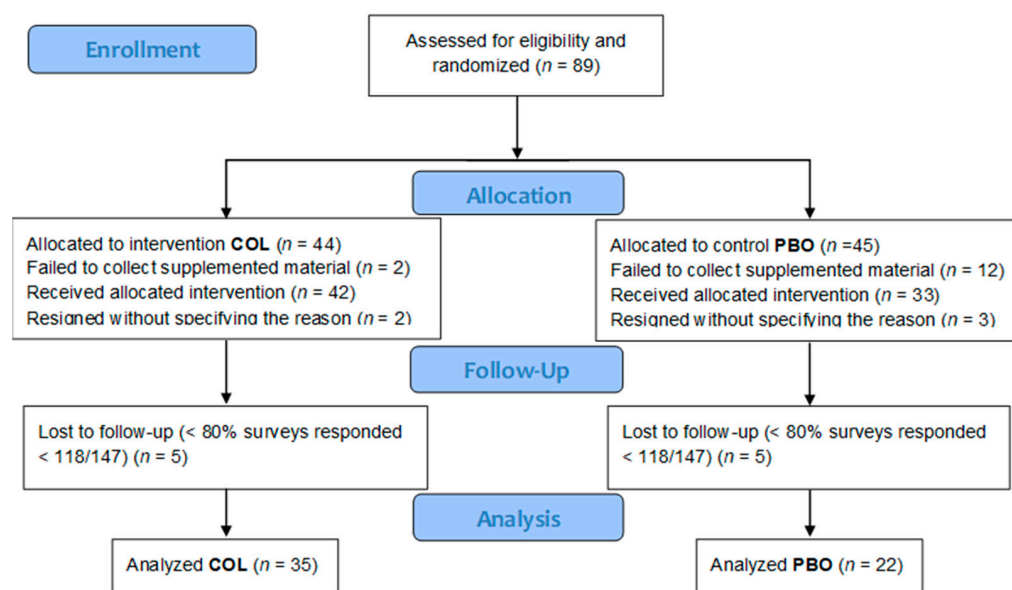 Enrollment
Assessed for eligibility and
randomized (n = 89)
Allocation
Allocated to intervention COL (n = 44)
Failed to collect supplemented material (n = 2)
Received allocated intervention (n = 42)
Resigned without specifying the reason (n = 2)
Allocated to control PBO (n =45)
Failed to collect supplemented material (n = 12)
Received allocated intervention (n = 33)
Resigned without specifying the reason (n = 3)
Follow-Up
Lost to follow-up (< 80% surveys responded
< 118/147) (n = 5)
Lost to follow-up (< 80% surveys responded
< 118/147) (n = 5)
Analysis
Analyzed COL (n = 35)
Analyzed PBO (n = 22)